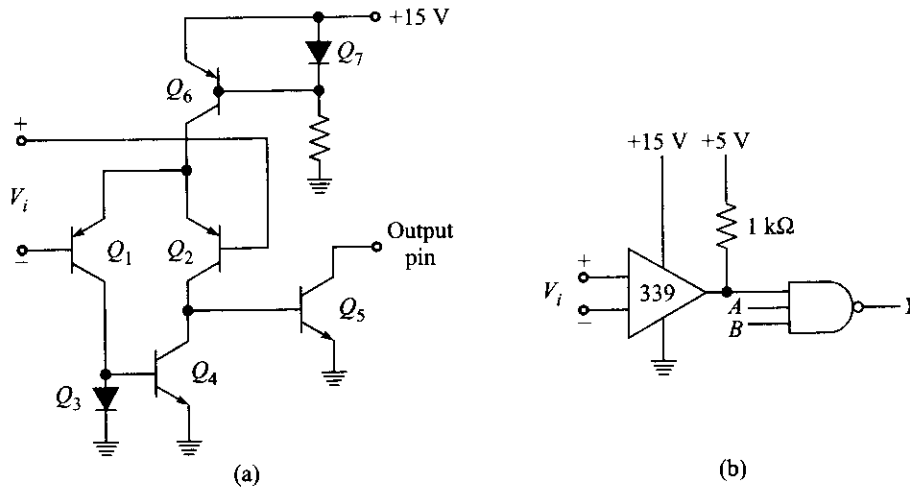 +15 V
Q7
Q6
+
Vi
−
Q1
Q2
Output
pin
Q5
Q4
Q3
(a)
+15 V
+5 V
1 kΩ
+
Vi
−
339
A
B
(b)